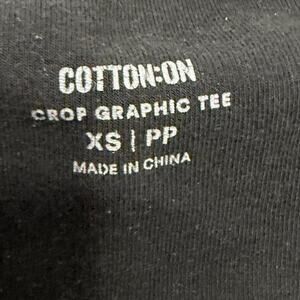 COTTON:ON
CROP GRAPHIC TEE
XS | PP
MADE IN CHINA